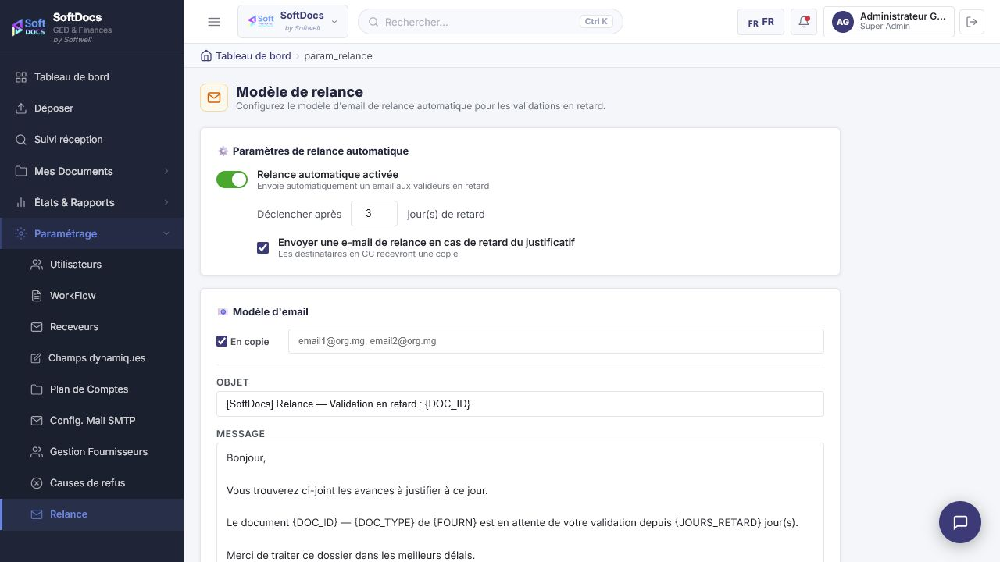 SoftDocs
GED & Finances
by Softwell
Soft
DOCS
Tableau de bord
Déposer
Suivi réception
Mes Documents
États & Rapports
Paramétrage
Utilisateurs
WorkFlow
Receveurs
Champs dynamiques
Plan de Comptes
Config. Mail SMTP
Gestion Fournisseurs
Causes de refus
Relance
Soft
DOCS
SoftDocs
by Softwell
Rechercher...
Ctrl K
FR FR
AG
Administrateur G...
Super Admin
Tableau de bord > param_relance
Modèle de relance
Configurez le modèle d'email de relance automatique pour les validations en retard.
Paramètres de relance automatique
Relance automatique activée
Envoie automatiquement un email aux valideurs en retard
Déclencher après 3 jour(s) de retard
Envoyer une e-mail de relance en cas de retard du justificatif
Les destinataires en CC recevront une copie
Modèle d'email
En copie email1@org.mg, email2@org.mg
OBJET
[SoftDocs] Relance — Validation en retard : {DOC_ID}
MESSAGE
Bonjour,
Vous trouverez ci-joint les avances à justifier à ce jour.
Le document {DOC_ID} — {DOC_TYPE} de {FOURN} est en attente de votre validation depuis {JOURS_RETARD} jour(s).
Merci de traiter ce dossier dans les meilleurs délais.